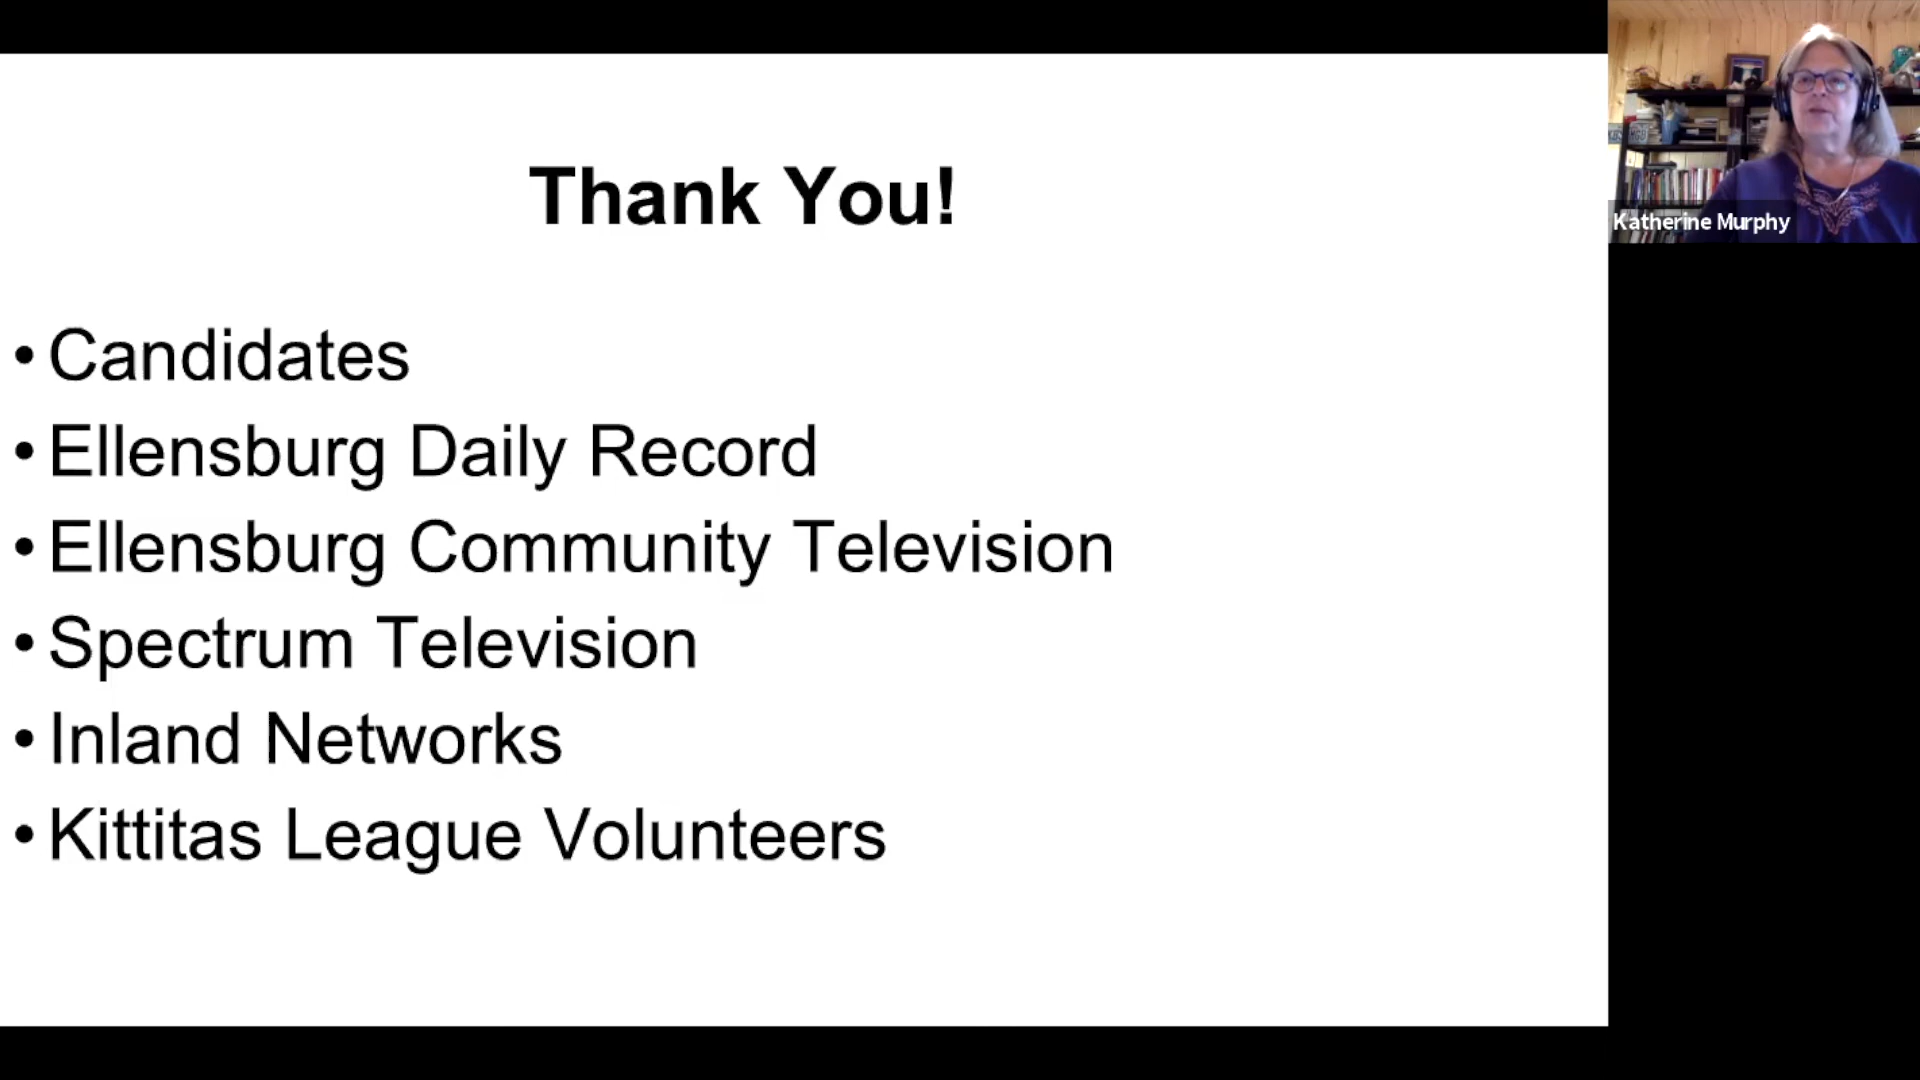 Thank You!
• Candidates
• Ellensburg Daily Record
• Ellensburg Community Television
• Spectrum Television
• Inland Networks
• Kittitas League Volunteers
Katherine Murphy